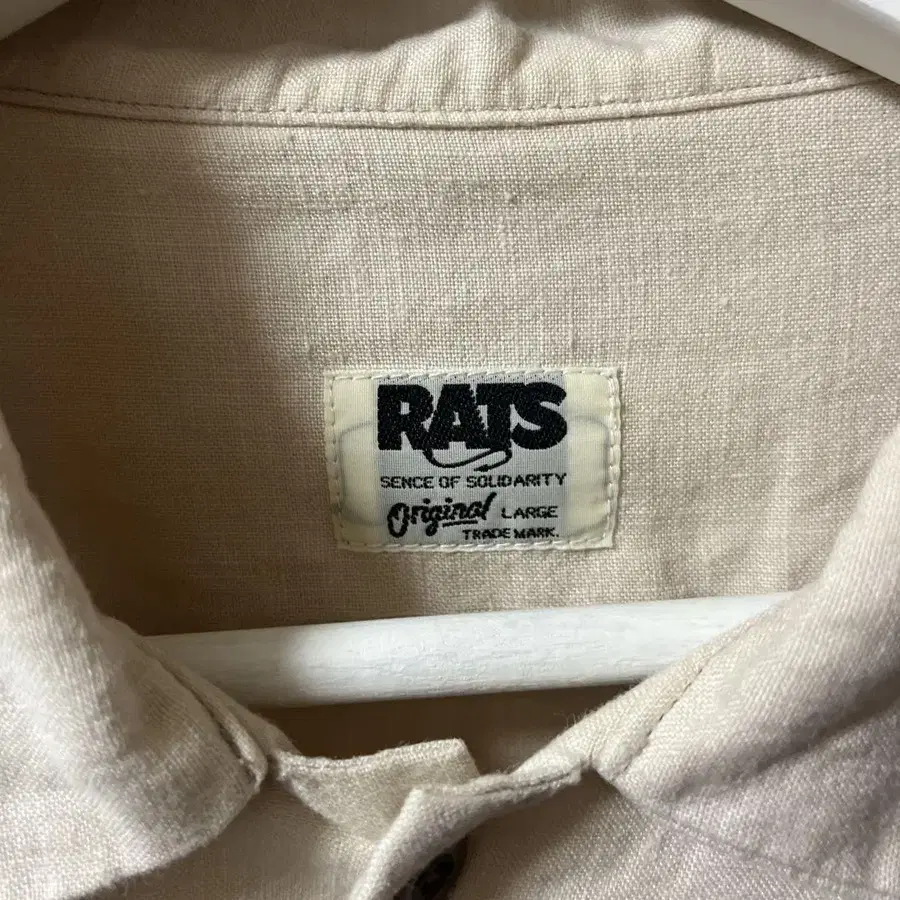 RATS
SENCE OF SOLIDARITY
Original LARGE
TRADE MARK.